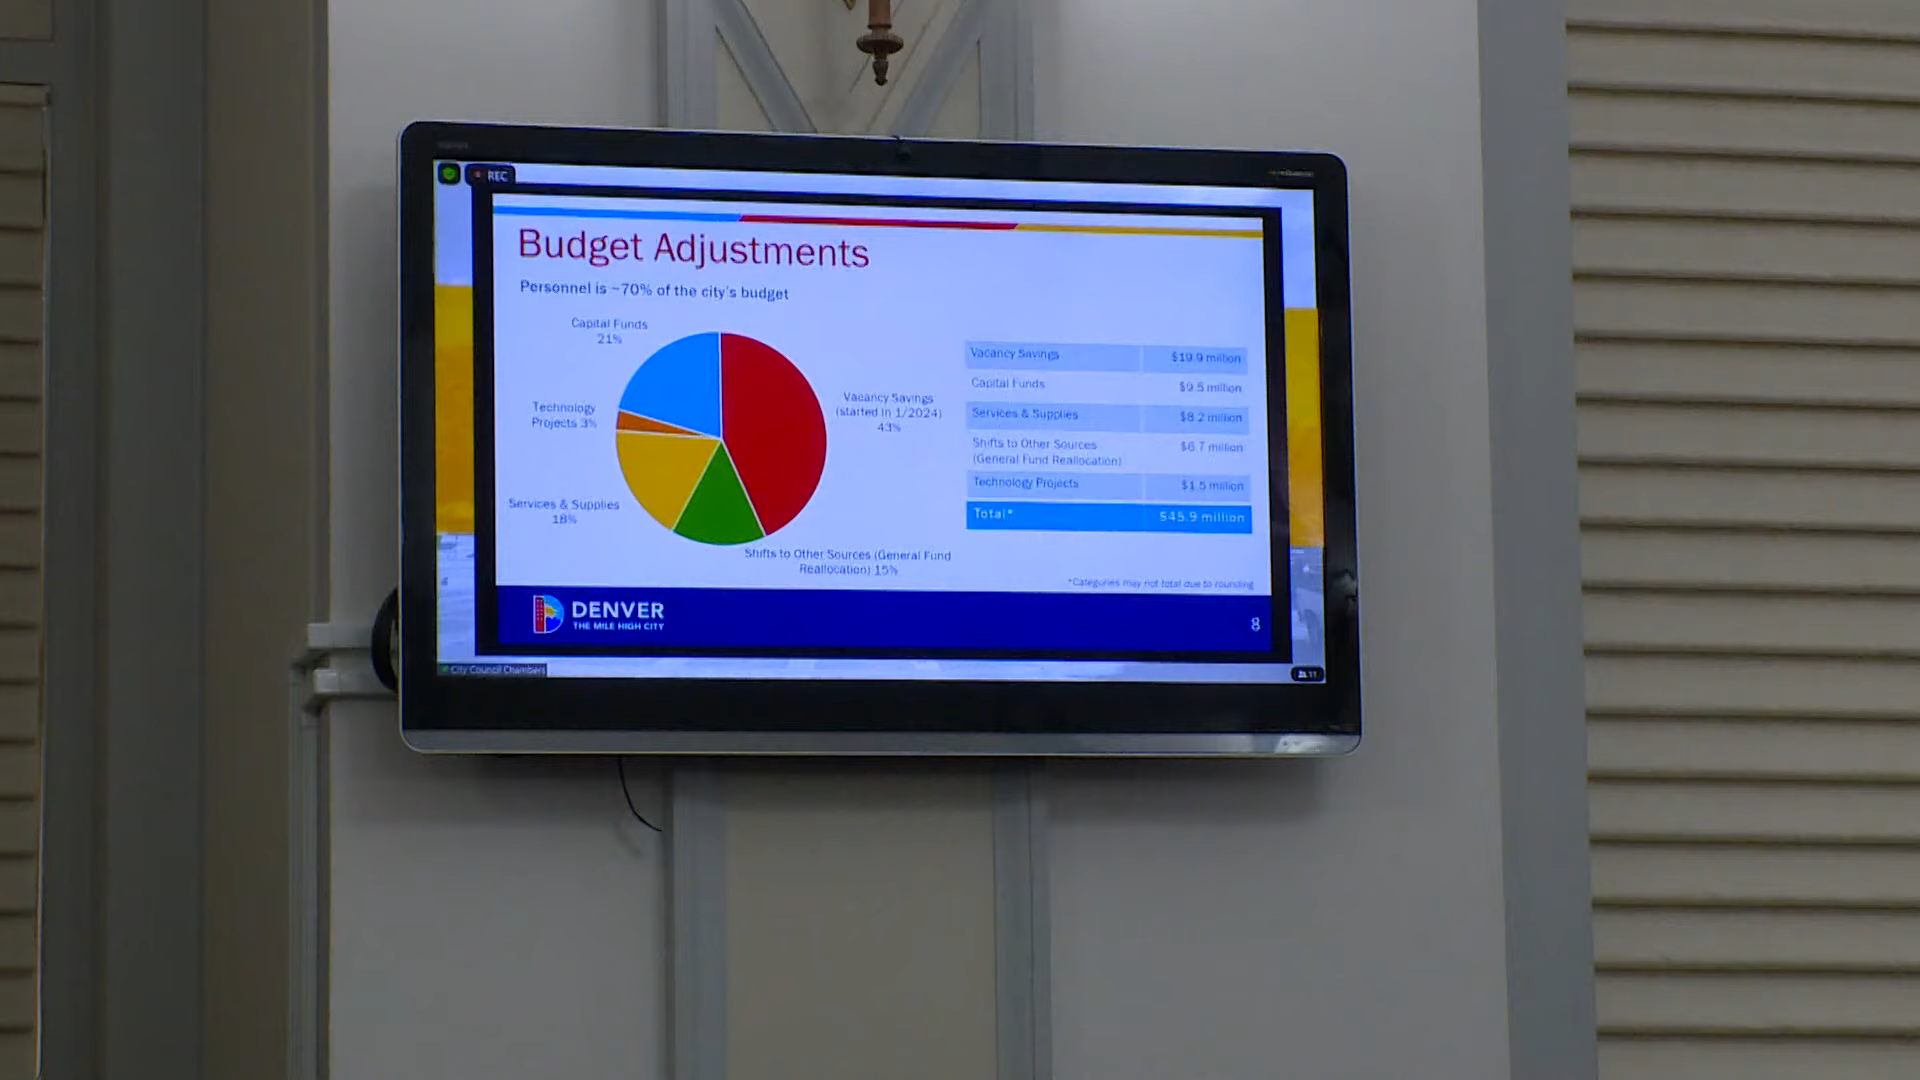 REC
Budget Adjustments
Personnel is ~70% of the city's budget
Capital Funds
21%
Technology
Projects 3%
Services & Supplies
18%
Vacancy Savings
(started in 1/2024)
43%
Shifts to Other Sources (General Fund
Reallocation) 15%
Vacancy Savings $19.9 million
Capital Funds $9.5 million
Services & Supplies $8.2 million
Shifts to Other Sources $6.7 million
(General Fund Reallocation)
Technology Projects $1.5 million
Total* $45.9 million
*Categories may not total due to rounding
DENVER
THE MILE HIGH CITY
8
City Council Chambers
11